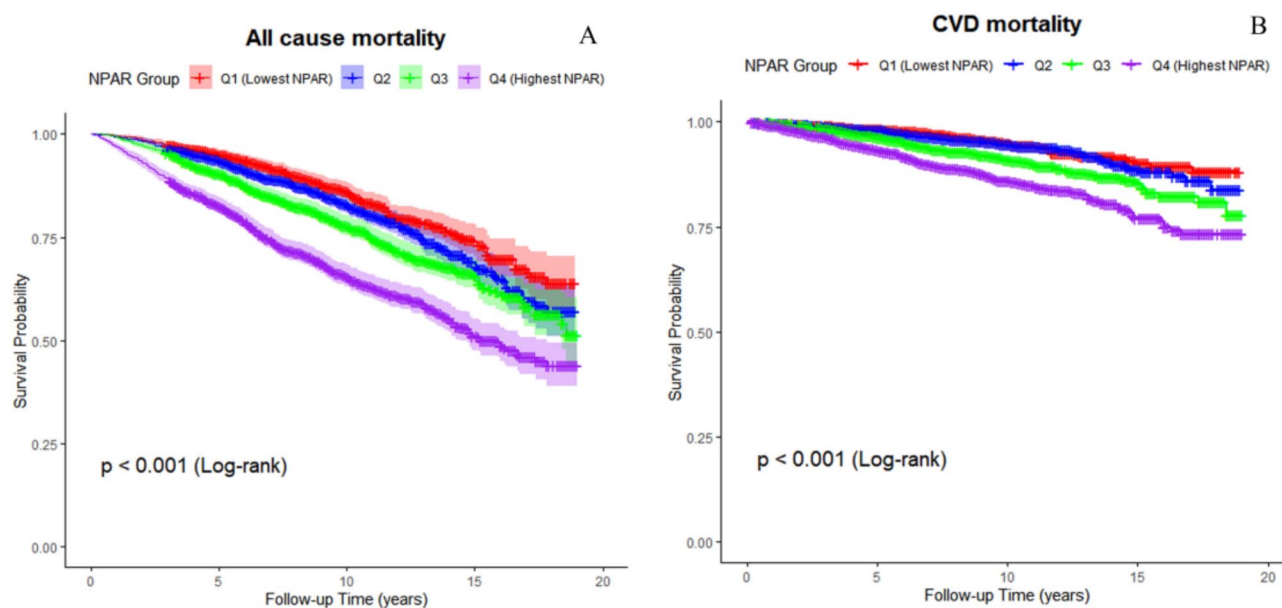 All cause mortality
A
NPAR Group Q1 (Lowest NPAR) Q2 Q3 Q4 (Highest NPAR)
1.00
0.75
0.50
0.25
0.00
Survival Probability
p < 0.001 (Log-rank)
0 5 10 15 20
Follow-up Time (years)
CVD mortality
B
NPAR Group Q1 (Lowest NPAR) Q2 Q3 Q4 (Highest NPAR)
1.00
0.75
0.50
0.25
0.00
Survival Probability
p < 0.001 (Log-rank)
0 5 10 15 20
Follow-up Time (years)